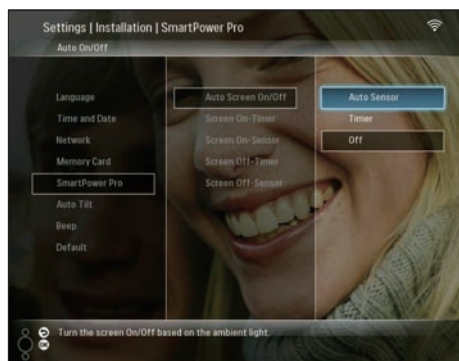 Settings | Installation | SmartPower Pro
Auto On/Off
Language
Time and Date
Network
Memory Card
SmartPower Pro
Auto Tilt
Beep
Default
Auto Screen On/Off
Screen On-Timer
Screen On-Sensor
Screen Off-Timer
Screen Off-Sensor
Auto Sensor
Timer
Off
Turn the screen On/Off based on the ambient light.
OK